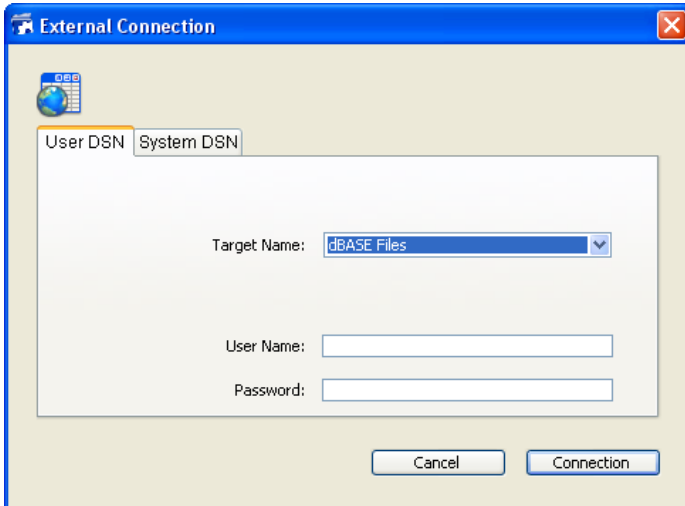 External Connection
User DSN System DSN
Target Name: dBASE Files
User Name:
Password:
Cancel Connection